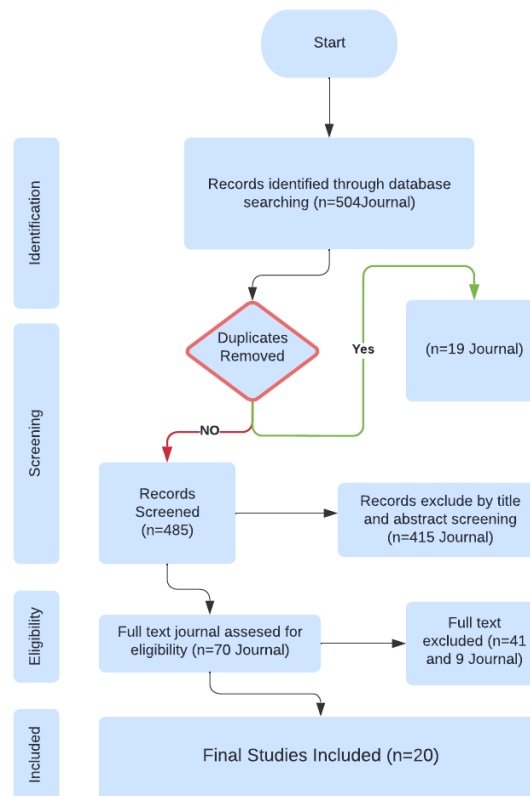 Start
Identification
Records identified through database
searching (n=504Journal)
Duplicates
Removed
Yes
(n=19 Journal)
NO
Screening
Records
Screened
(n=485)
Records exclude by title
and abstract screening
(n=415 Journal)
Eligibility
Full text journal assesed for
eligibility (n=70 Journal)
Full text
excluded (n=41
and 9 Journal)
Included
Final Studies Included (n=20)